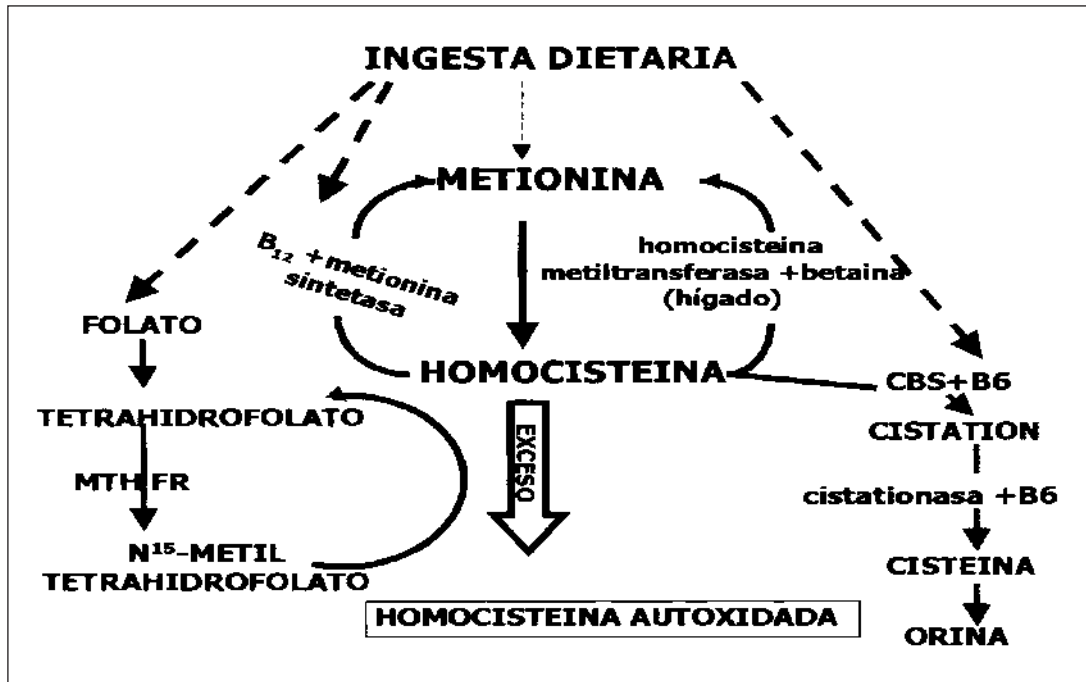 INGESTA DIETARIA
METIONINA
B₁₂ +metionina
sintetasa
homocisteina
metiltransferasa +betaina
(hígado)
FOLATO
HOMOCISTEINA
CBS+B6
TETRAHIDROFOLATO
CISTATION
EXCESO
MTHFR
cistationasa +B6
N¹⁵-METIL
TETRAHIDROFOLATO
CISTEINA
HOMOCISTEINA AUTOXIDADA
ORINA